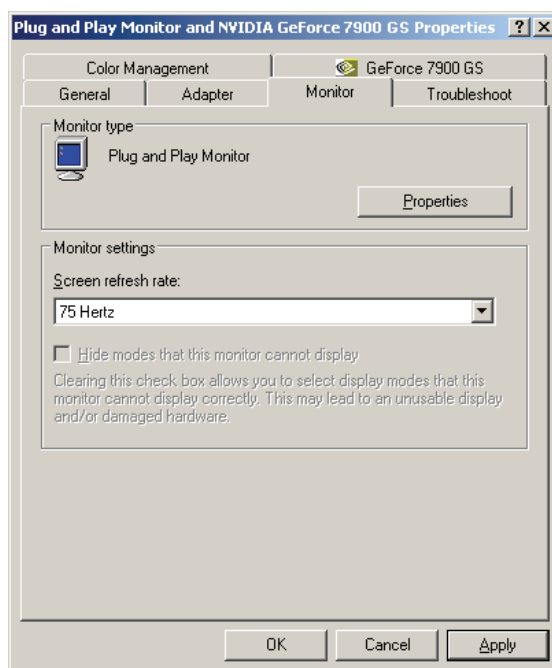 Plug and Play Monitor and NVIDIA GeForce 7900 GS Properties
Color Management
GeForce 7900 GS
General
Adapter
Monitor
Troubleshoot
Monitor type
Plug and Play Monitor
Properties
Monitor settings
Screen refresh rate:
75 Hertz
Hide modes that this monitor cannot display
Clearing this check box allows you to select display modes that this
monitor cannot display correctly. This may lead to an unusable display
and/or damaged hardware.
OK
Cancel
Apply